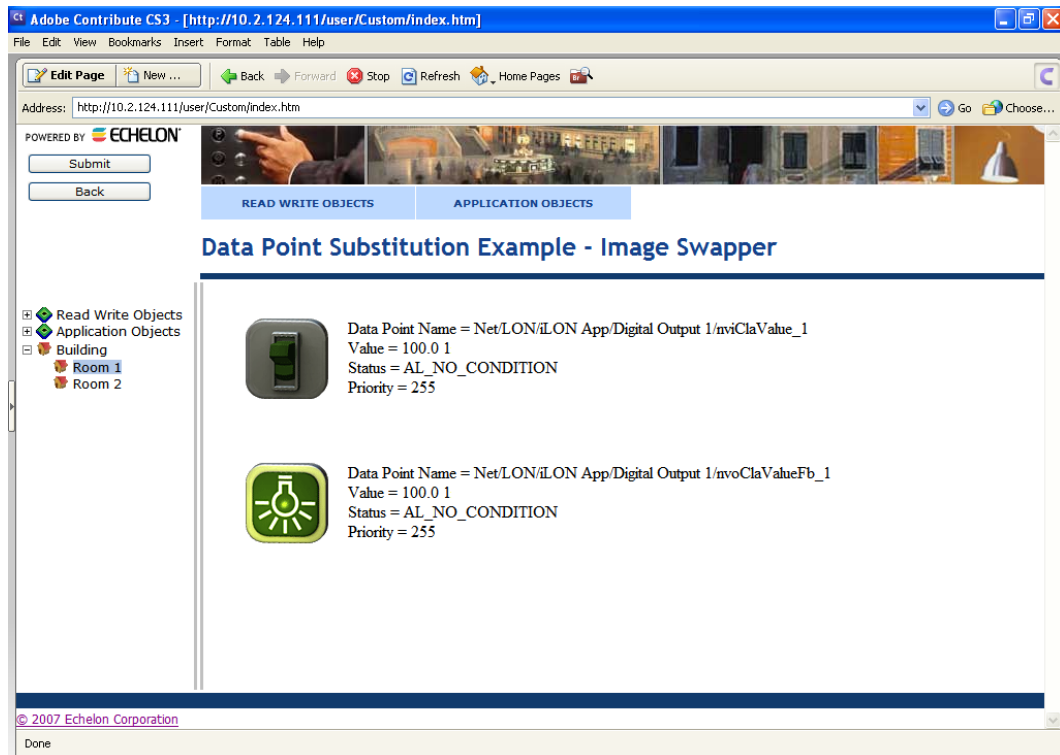 Adobe Contribute CS3 - [http://10.2.124.111/user/Custom/index.htm]
File Edit View Bookmarks Insert Format Table Help
Edit Page New ... Back Forward Stop Refresh Home Pages
Address: http://10.2.124.111/user/Custom/index.htm Go Choose...
POWERED BY ECHELON
Submit
Back
READ WRITE OBJECTS APPLICATION OBJECTS
Data Point Substitution Example - Image Swapper
Read Write Objects
Application Objects
Building
Room 1
Room 2
Data Point Name = Net/LON/iLON App/Digital Output 1/nviClaValue_1
Value = 100.0 1
Status = AL_NO_CONDITION
Priority = 255
Data Point Name = Net/LON/iLON App/Digital Output 1/nvoClaValueFb_1
Value = 100.0 1
Status = AL_NO_CONDITION
Priority = 255
© 2007 Echelon Corporation
Done